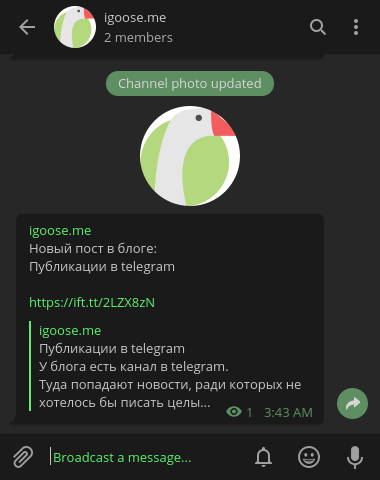 igoose.me
2 members
Channel photo updated
igoose.me
Новый пост в блоге:
Публикации в telegram
https://ift.tt/2LZX8zN
igoose.me
Публикации в telegram
У блога есть канал в telegram.
Туда попадают новости, ради которых не
хотелось бы писать целы...
1 3:43 AM
Broadcast a message...